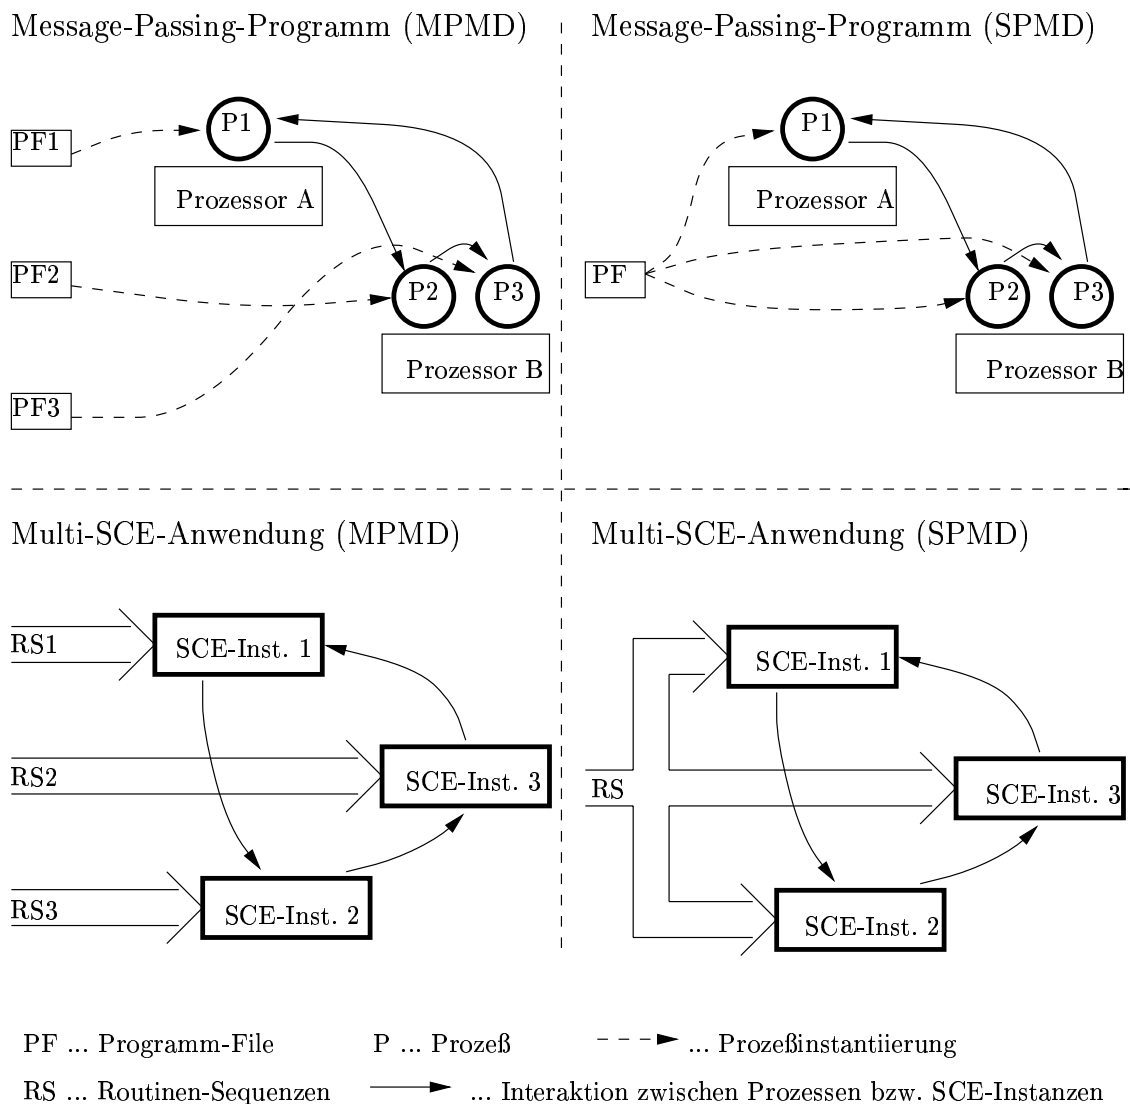 Message-Passing-Programm (MPMD)
P1
PF1
Prozessor A
PF2
P2
P3
Prozessor B
PF3
Message-Passing-Programm (SPMD)
P1
Prozessor A
PF
P2
P3
Prozessor B
Multi-SCE-Anwendung (MPMD)
RS1
SCE-Inst. 1
RS2
SCE-Inst. 3
RS3
SCE-Inst. 2
Multi-SCE-Anwendung (SPMD)
SCE-Inst. 1
RS
SCE-Inst. 3
SCE-Inst. 2
PF ... Programm-File
P ... Prozeß
... Prozeßinstantiierung
RS ... Routinen-Sequenzen
... Interaktion zwischen Prozessen bzw. SCE-Instanzen